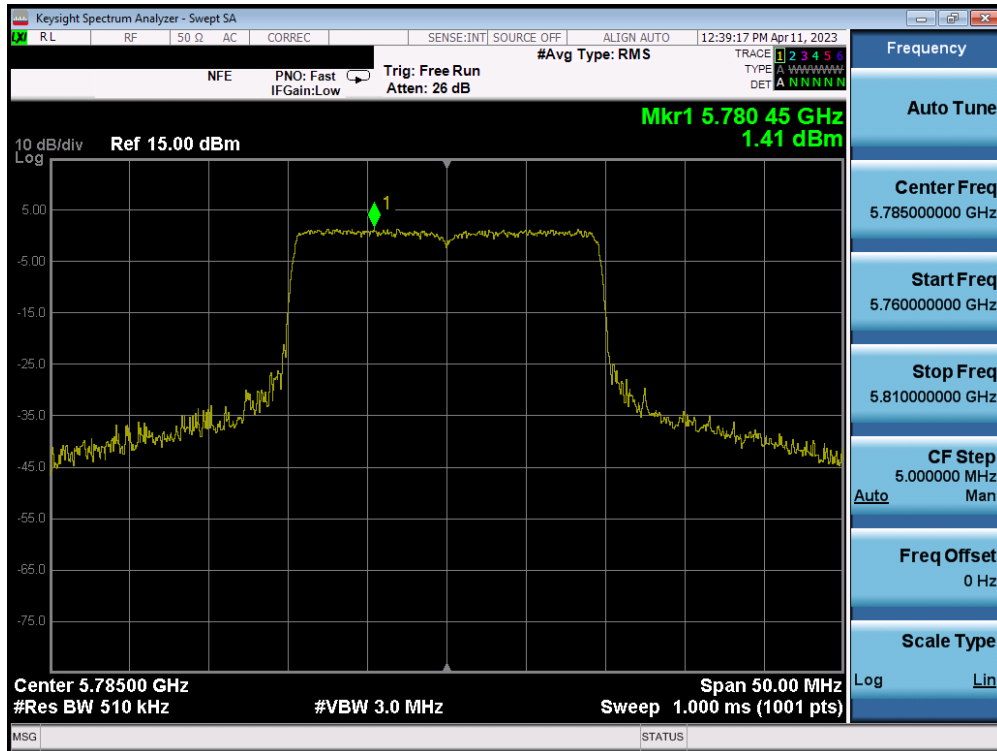 Keysight Spectrum Analyzer - Swept SA
LXI RL RF 50 Ω AC CORREC SENSE:INT SOURCE OFF ALIGN AUTO 12:39:17 PM Apr 11, 2023
#Avg Type: RMS TRACE 1 2 3 4 5 6
NFE PNO: Fast Trig: Free Run TYPE A WWWWW
IFGain:Low Atten: 26 dB DET A N N N N N
Mkr1 5.780 45 GHz
1.41 dBm
10 dB/div Ref 15.00 dBm
Log
1
5.00
-5.00
-15.0
-25.0
-35.0
-45.0
-55.0
-65.0
-75.0
Center 5.78500 GHz Span 50.00 MHz
#Res BW 510 kHz #VBW 3.0 MHz Sweep 1.000 ms (1001 pts)
MSG STATUS
Frequency
Auto Tune
Center Freq
5.785000000 GHz
Start Freq
5.760000000 GHz
Stop Freq
5.810000000 GHz
CF Step
5.000000 MHz
Auto Man
Freq Offset
0 Hz
Scale Type
Log Lin